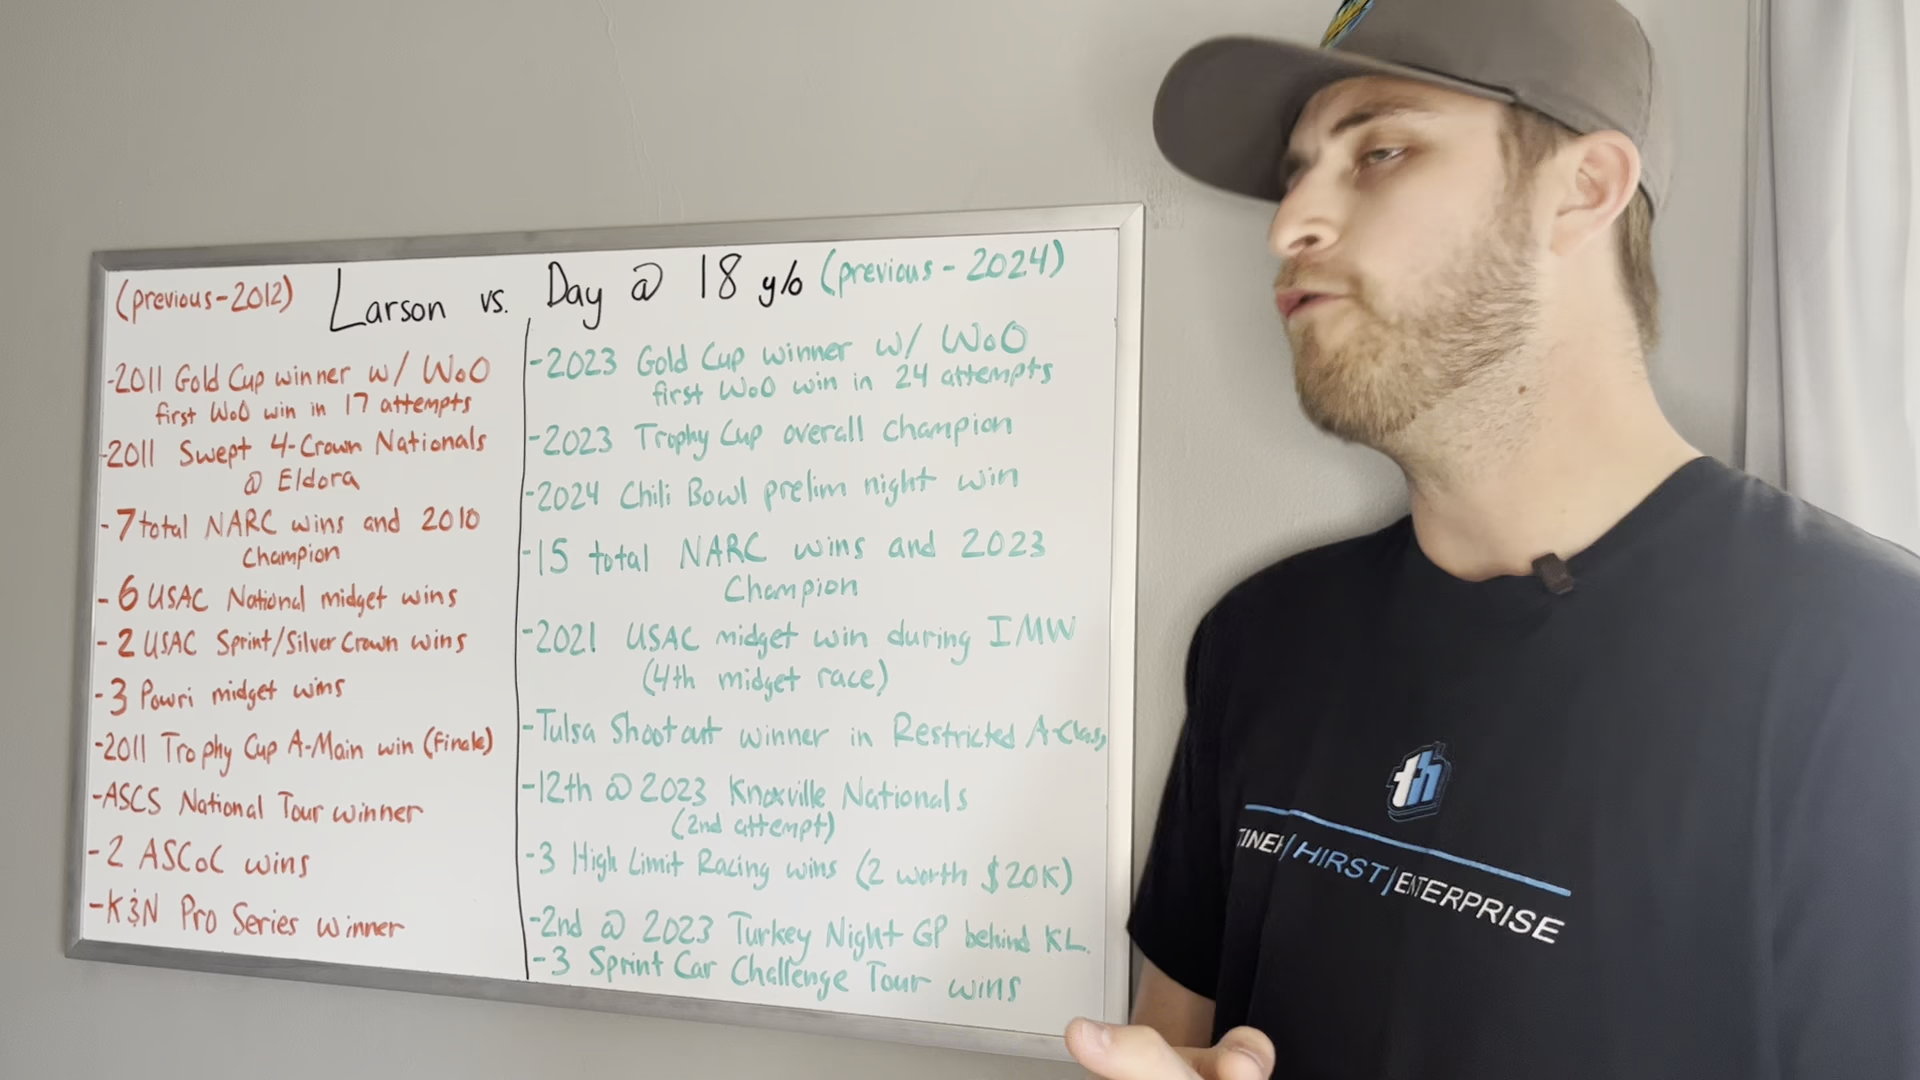 (previous-2012) Larson vs. Day @ 18 y/o (previous-2024)
-2011 Gold Cup winner w/ WoO
first WoO win in 17 attempts
-2011 Swept 4-Crown Nationals
@ Eldora
-7 total NARC wins and 2010
Champion
-6 USAC National midget wins
-2 USAC Sprint/Silver Crown wins
-3 Powri midget wins
-2011 Trophy Cup A-Main win (Finale)
-ASCS National Tour winner
-2 ASCoC wins
-K&N Pro Series winner
-2023 Gold Cup winner w/ WoO
first WoO win in 24 attempts
-2023 Trophy Cup overall champion
-2024 Chili Bowl prelim night win
-15 total NARC wins and 2023
Champion
-2021 USAC midget win during IMW
(4th midget race)
-Tulsa Shootout winner in Restricted A-Class
-12th @ 2023 Knoxville Nationals
(2nd attempt)
-3 High Limit Racing wins (2 worth $20K)
-2nd @ 2023 Turkey Night GP behind KL.
-3 Sprint Car Challenge Tour wins
th
/HIRST/ENTERPRISE